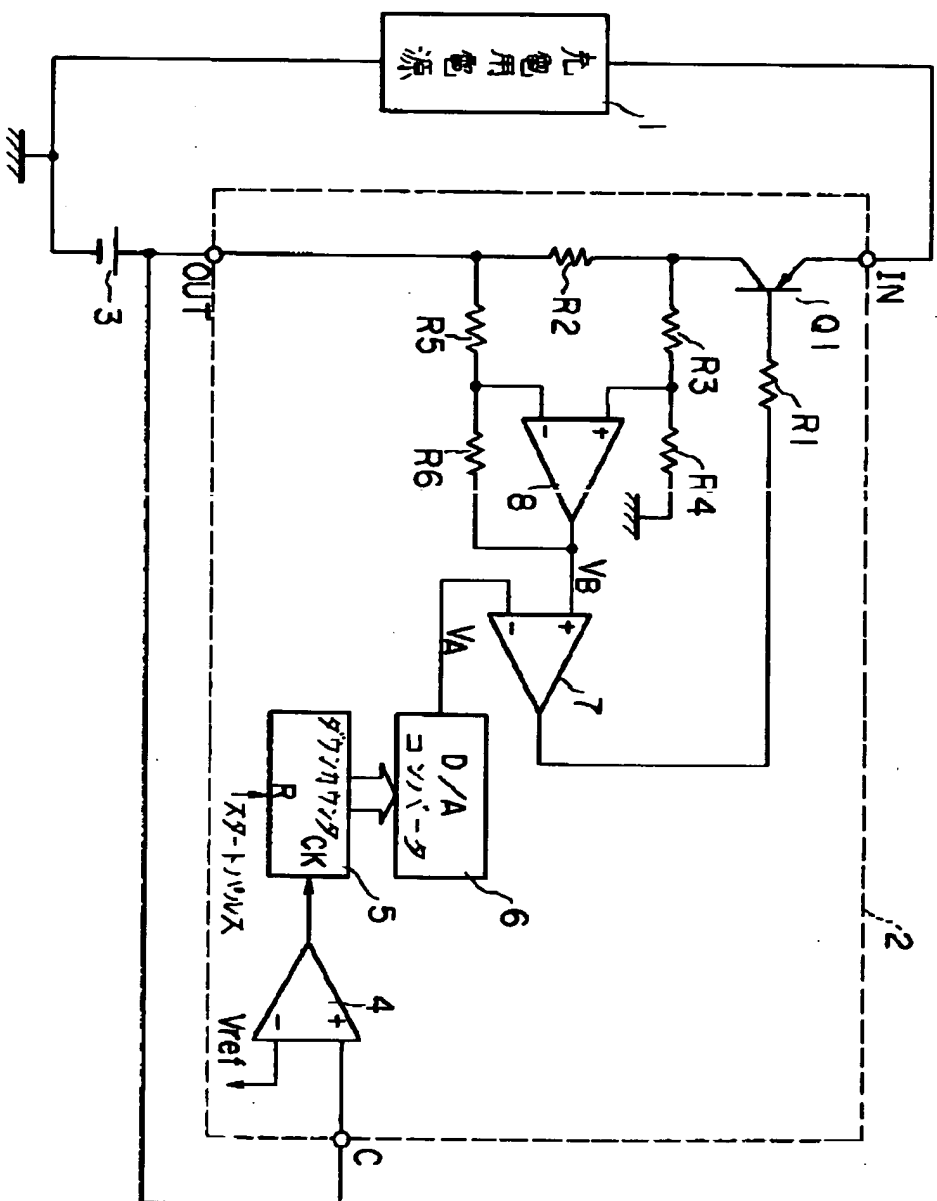 充電用電源
1
IN
Q1
R1
2
R3
R4
R2
R5
R6
+
-
8
VB
VA
+
-
7
D/A
コンバータ
6
ダウンカウンタ
R
CK
5
スタートパルス
4
+
-
Vref
C
OUT
3